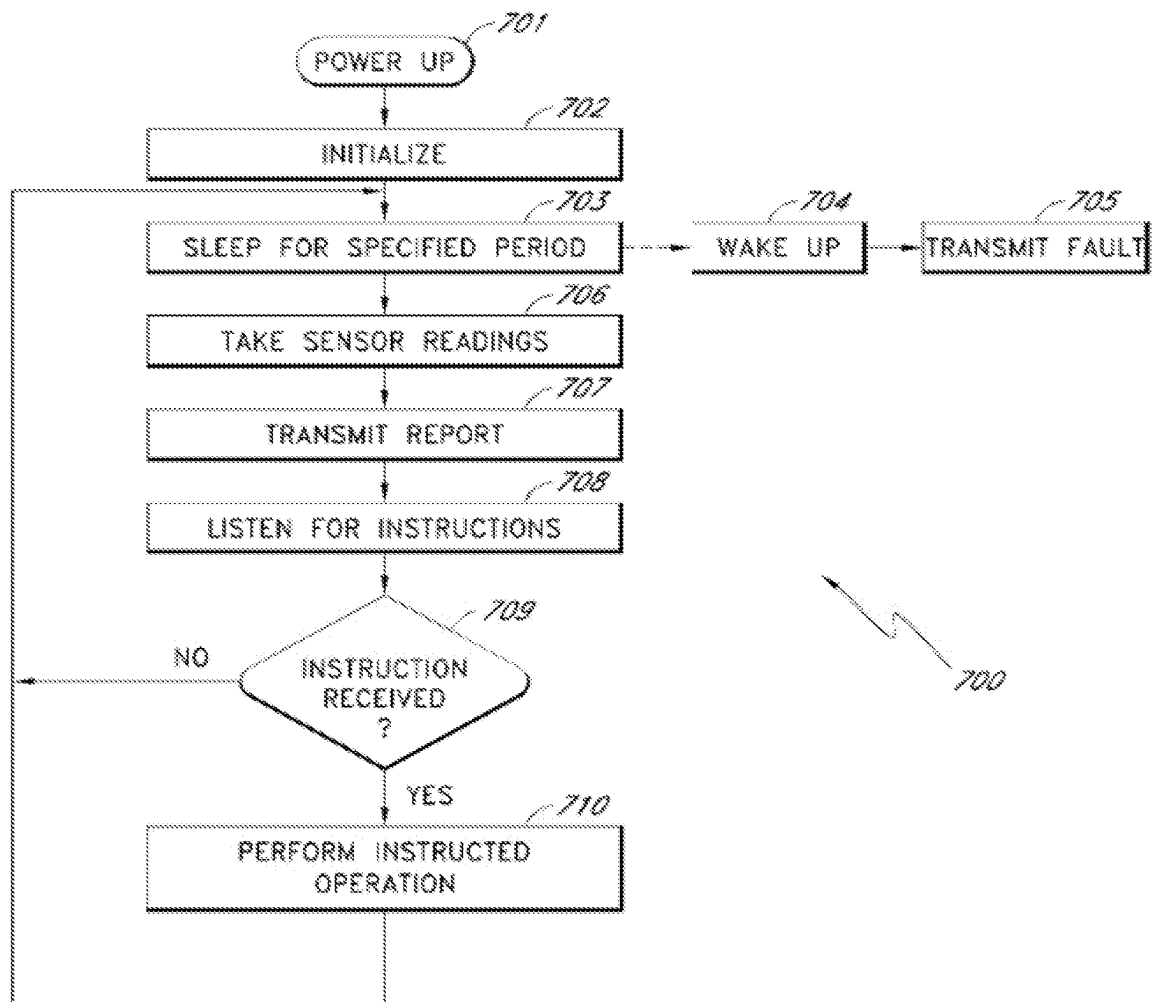 701
POWER UP
702
INITIALIZE
703
SLEEP FOR SPECIFIED PERIOD
704
WAKE UP
705
TRANSMIT FAULT
706
TAKE SENSOR READINGS
707
TRANSMIT REPORT
708
LISTEN FOR INSTRUCTIONS
709
INSTRUCTION
RECEIVED
?
NO
700
YES
710
PERFORM INSTRUCTED
OPERATION